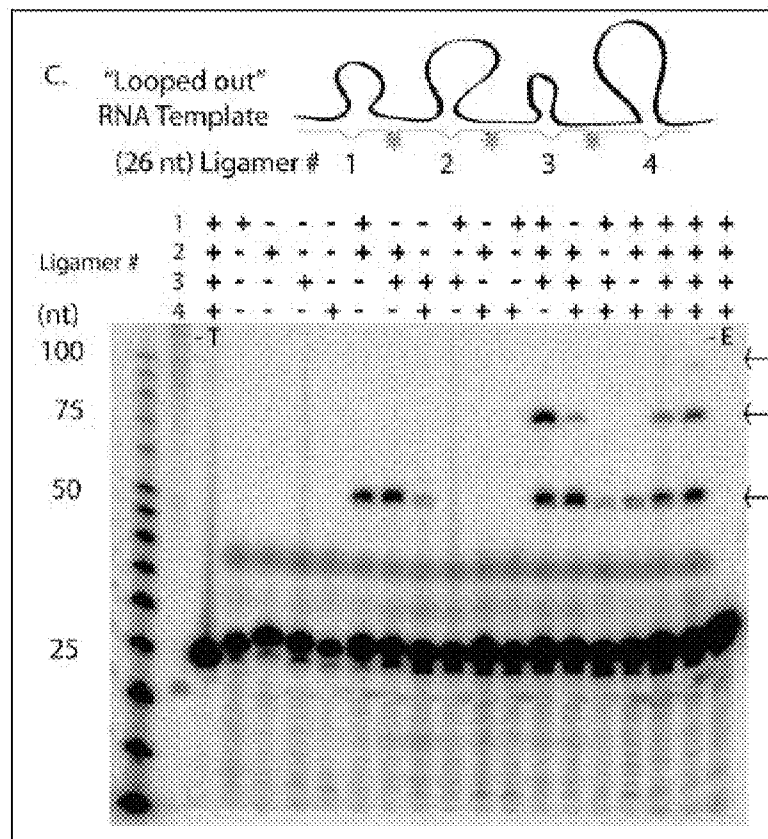 C. "Looped out"
RNA Template
(26 nt) Ligamer # 1 * 2 * 3 * 4
1 + + - - - + - - + - + + - + + + + +
Ligamer # 2 + - + - - + + - - + - + + - + + + +
3 + - - + - - + + + - - + + + - + + +
(nt) 4 + - - - + - - + - + + - + + + + + +
-T -E
100
75
50
25